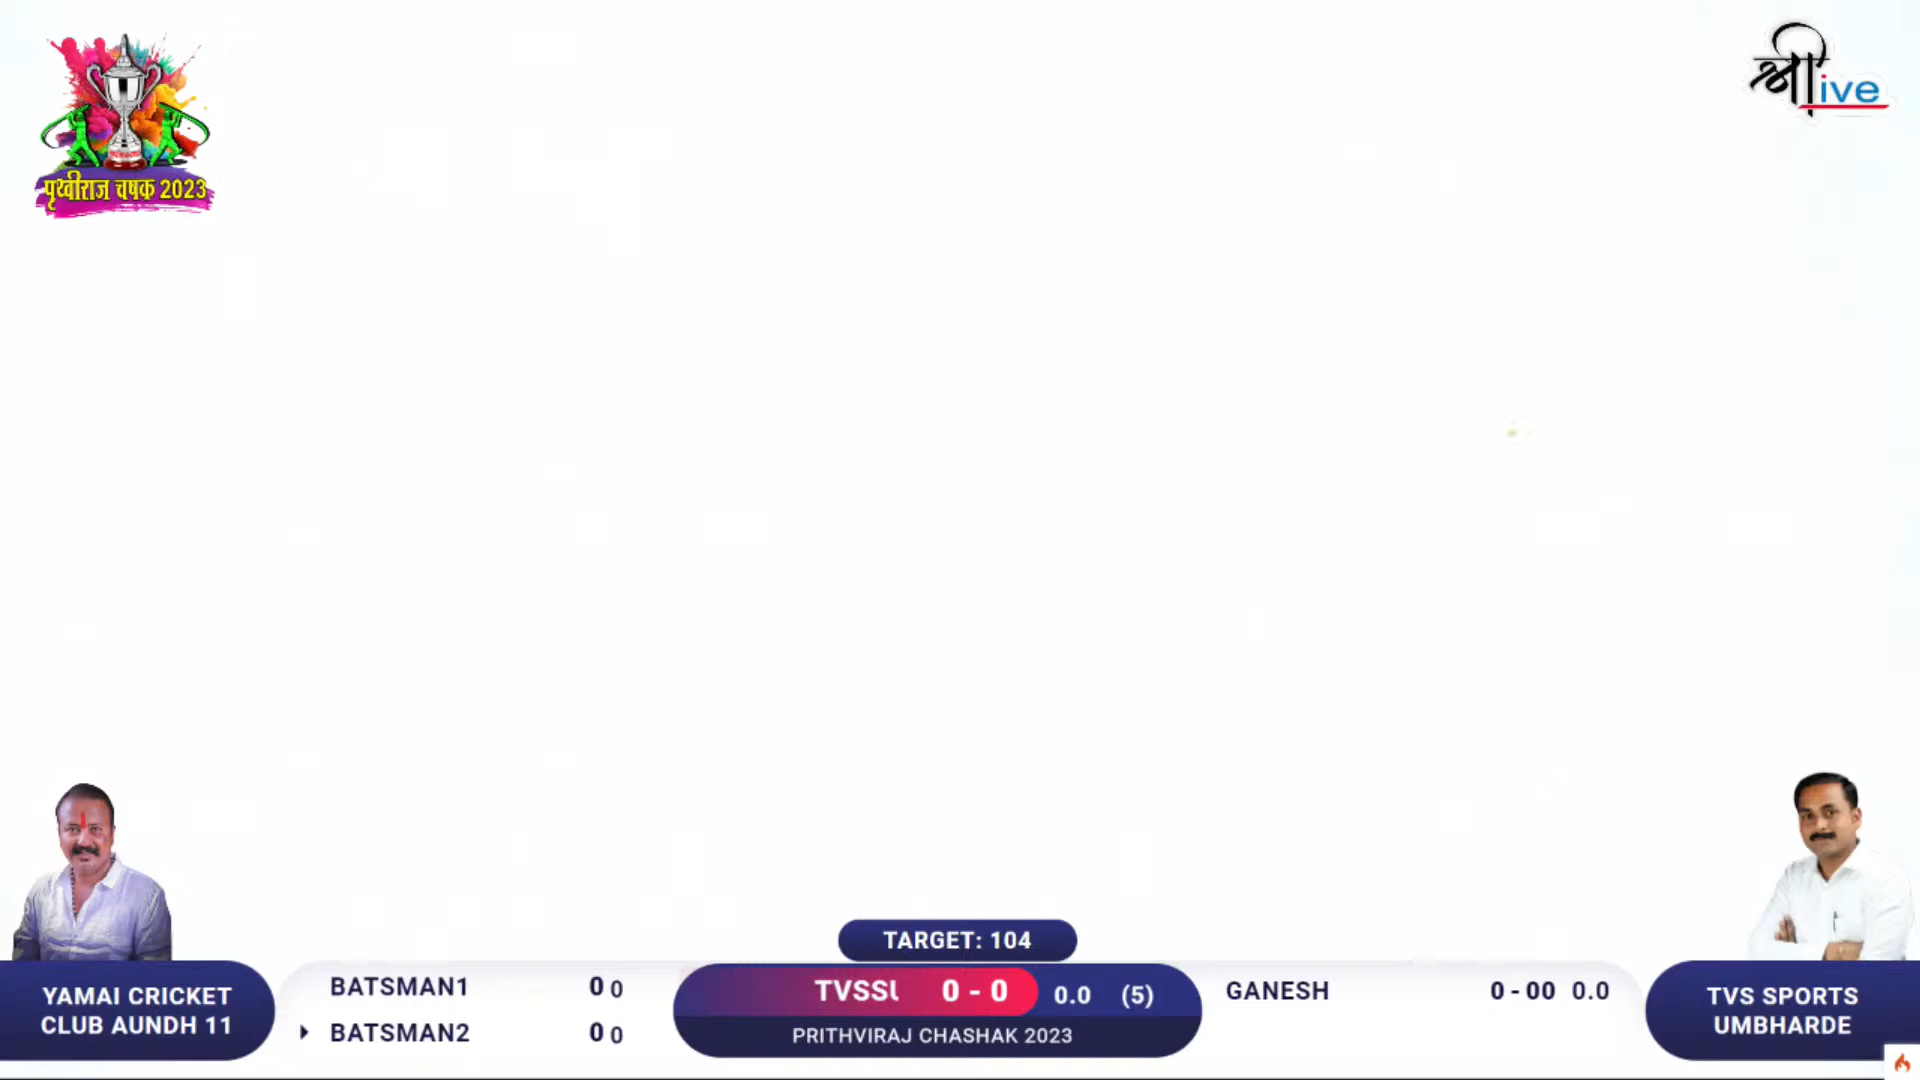 पृथ्वीराज चषक 2023
श्रीlive
TARGET: 104
YAMAI CRICKET
CLUB AUNDH 11
BATSMAN1 0 0
BATSMAN2 0 0
TVSSU 0 - 0 0.0 (5)
PRITHVIRAJ CHASHAK 2023
GANESH 0 - 00 0.0
TVS SPORTS
UMBHARDE